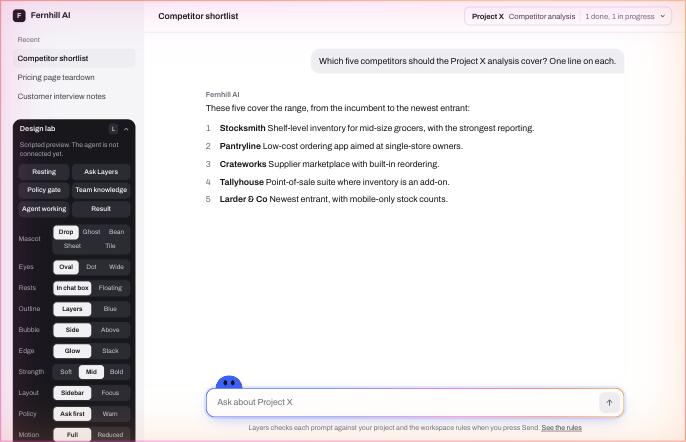 F Fernhill AI
Recent
Competitor shortlist
Pricing page teardown
Customer interview notes
Design lab L
Scripted preview. The agent is not
connected yet.
Resting Ask Layers
Policy gate Team knowledge
Agent working Result
Mascot Drop Ghost Bean
Sheet Tile
Eyes Oval Dot Wide
Rests In chat box Floating
Outline Layers Blue
Bubble Side Above
Edge Glow Stack
Strength Soft Mid Bold
Layout Sidebar Focus
Policy Ask first Warn
Motion Full Reduced
Competitor shortlist
Project X Competitor analysis 1 done, 1 in progress
Which five competitors should the Project X analysis cover? One line on each.
Fernhill AI
These five cover the range, from the incumbent to the newest entrant:
1 Stocksmith Shelf-level inventory for mid-size grocers, with the strongest reporting.
2 Pantryline Low-cost ordering app aimed at single-store owners.
3 Crateworks Supplier marketplace with built-in reordering.
4 Tallyhouse Point-of-sale suite where inventory is an add-on.
5 Larder & Co Newest entrant, with mobile-only stock counts.
Ask about Project X
Layers checks each prompt against your project and the workspace rules when you press Send. See the rules